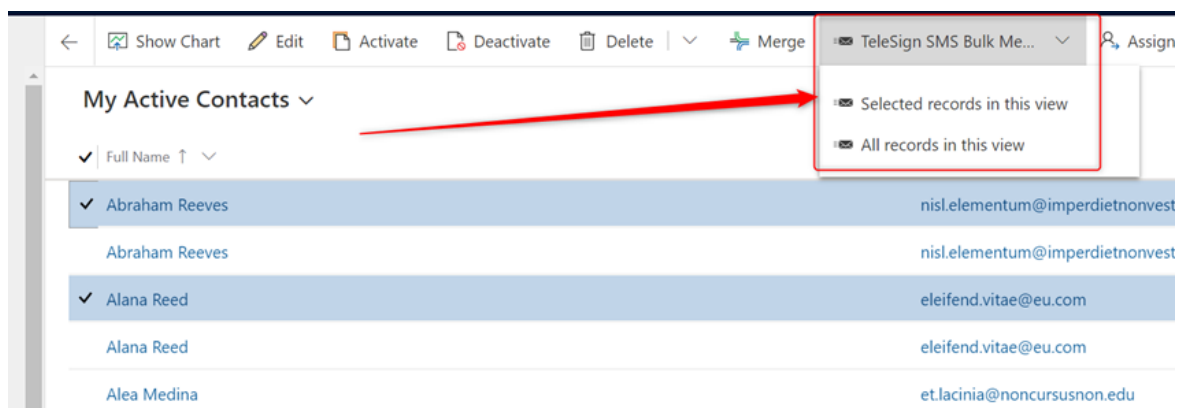 Show Chart Edit Activate Deactivate Delete Merge TeleSign SMS Bulk Me... Assign
My Active Contacts
Selected records in this view
All records in this view
Full Name ↑
Abraham Reeves nisl.elementum@imperdietnonvest
Abraham Reeves nisl.elementum@imperdietnonvest
Alana Reed eleifend.vitae@eu.com
Alana Reed eleifend.vitae@eu.com
Alea Medina et.lacinia@noncursusnon.edu